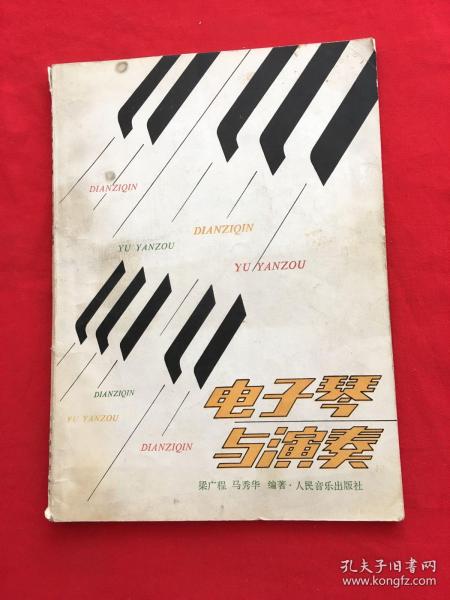 DIANZIQIN
YU YANZOU
DIANZIQIN
YU YANZOU
DIANZIQIN
YU YANZOU
DIANZIQIN
电子琴
与演奏
梁广程 马秀华 编著·人民音乐出版社
孔夫子旧书网
www.kongfz.com